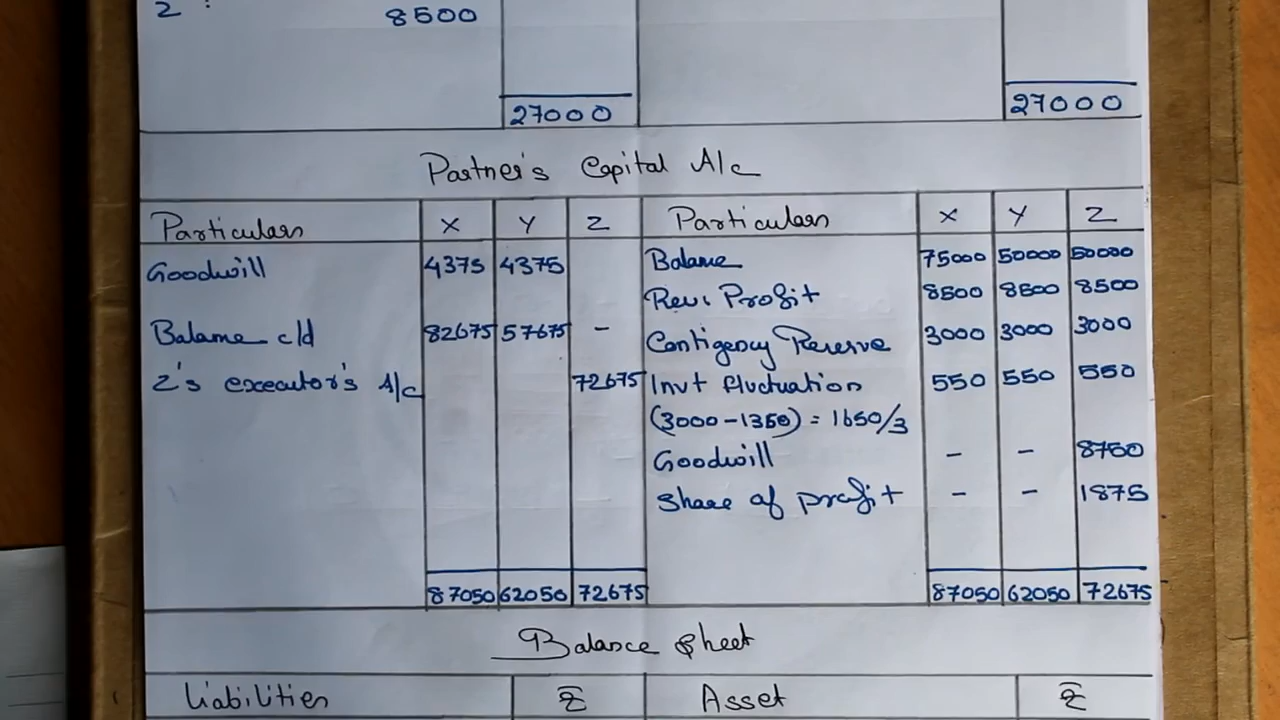 Z : 8500
27000 27000
Partner's Capital A/c
Particulars X Y Z Particulars X Y Z
Goodwill 4375 4375 Balance 75000 50000 50000
Rev. Profit 8500 8500 8500
Balance c/d 82675 57675 - Contigency Reserve 3000 3000 3000
Z's executor's A/c 72675 Invt fluctuation 550 550 550
(3000-1350) = 1650/3
Goodwill - - 8750
Share of profit - - 1875
87050 62050 72675 87050 62050 72675
Balance Sheet
Liabilities ₹ Asset ₹